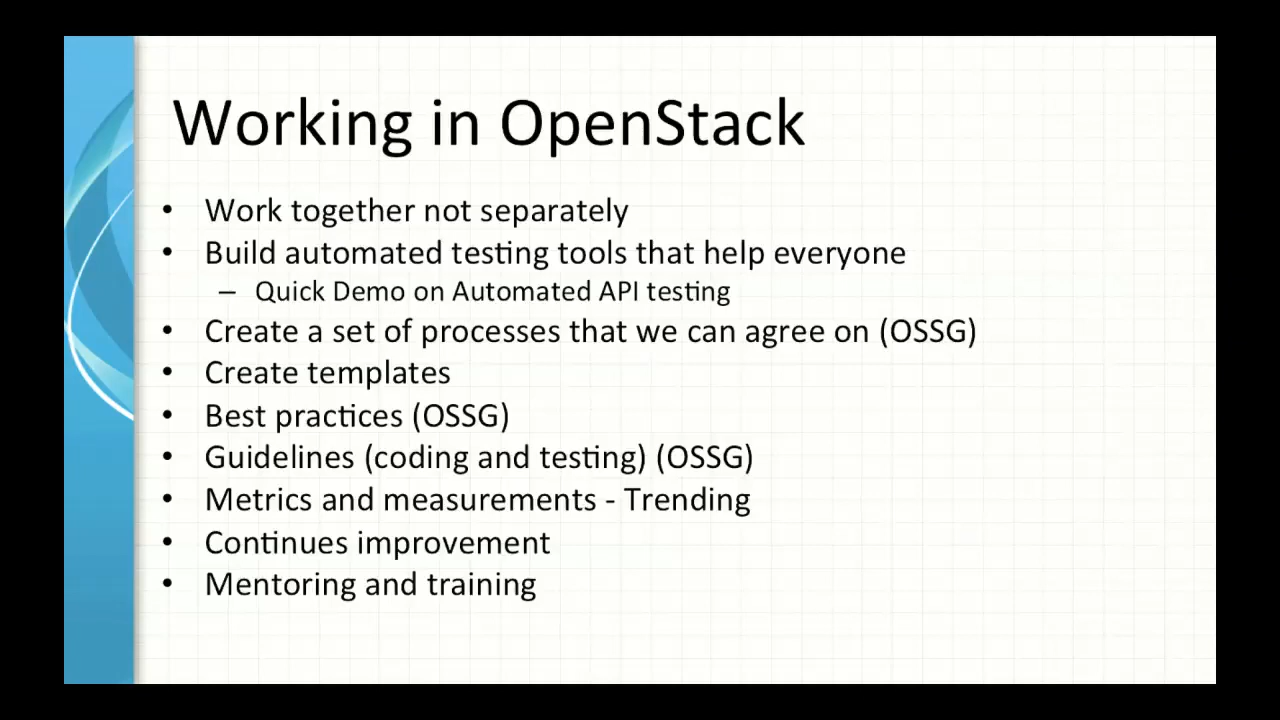 Working in OpenStack
• Work together not separately
• Build automated testing tools that help everyone
– Quick Demo on Automated API testing
• Create a set of processes that we can agree on (OSSG)
• Create templates
• Best practices (OSSG)
• Guidelines (coding and testing) (OSSG)
• Metrics and measurements - Trending
• Continues improvement
• Mentoring and training